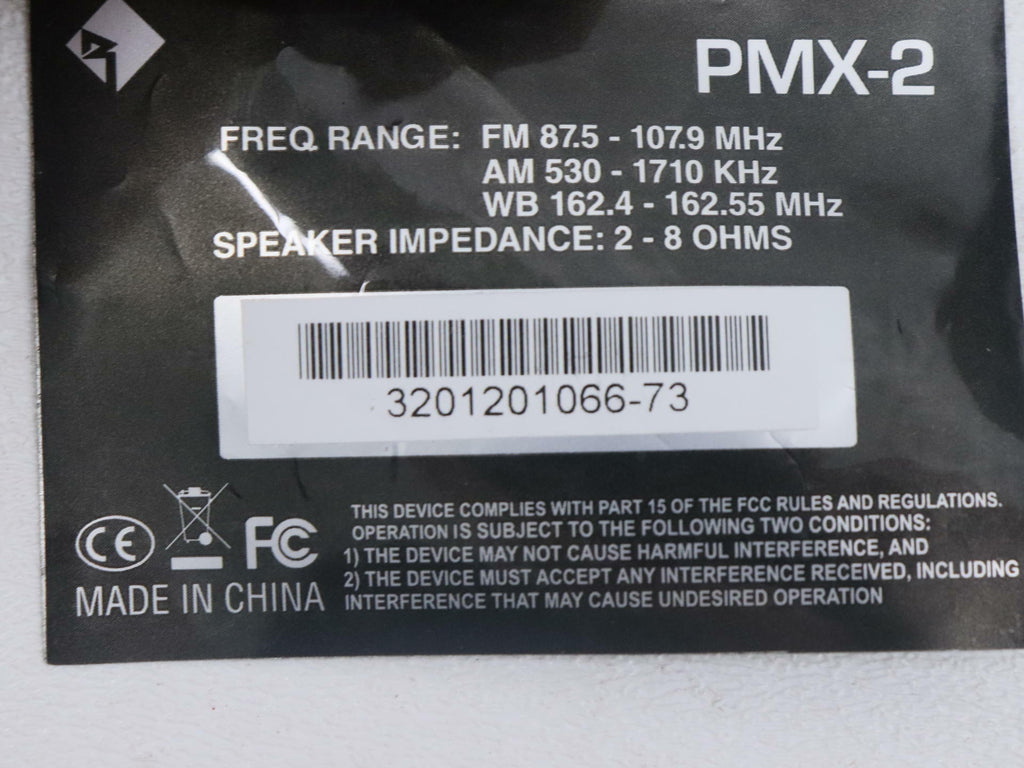 PMX-2
FREQ. RANGE: FM 87.5 - 107.9 MHz
AM 530 - 1710 KHz
WB 162.4 - 162.55 MHz
SPEAKER IMPEDANCE: 2 - 8 OHMS
3201201066-73
CE FC
MADE IN CHINA
THIS DEVICE COMPLIES WITH PART 15 OF THE FCC RULES AND REGULATIONS.
OPERATION IS SUBJECT TO THE FOLLOWING TWO CONDITIONS:
1) THE DEVICE MAY NOT CAUSE HARMFUL INTERFERENCE, AND
2) THE DEVICE MUST ACCEPT ANY INTERFERENCE RECEIVED, INCLUDING
INTERFERENCE THAT MAY CAUSE UNDESIRED OPERATION